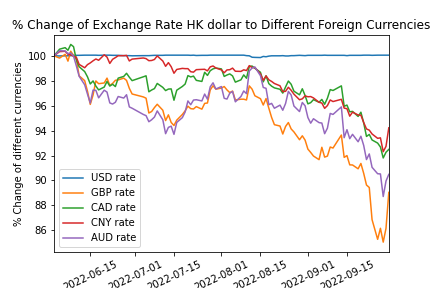 % Change of Exchange Rate HK dollar to Different Foreign Currencies
% Change of different currencies
100
98
96
94
92
90
88
86
USD rate
GBP rate
CAD rate
CNY rate
AUD rate
2022-06-15
2022-07-01
2022-07-15
2022-08-01
2022-08-15
2022-09-01
2022-09-15